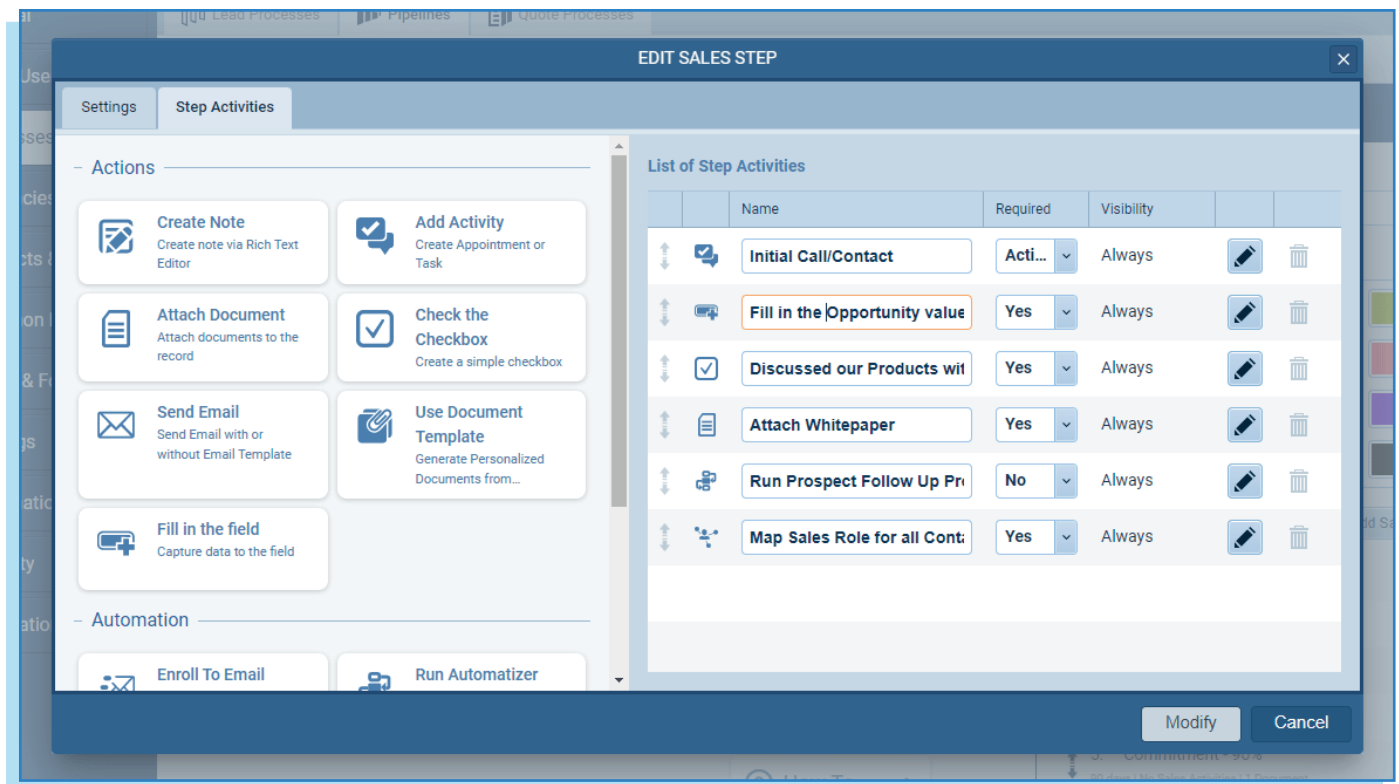 Lead Processes Pipelines Quote Processes
EDIT SALES STEP
Settings Step Activities
Actions
Create Note
Create note via Rich Text
Editor
Add Activity
Create Appointment or
Task
Attach Document
Attach documents to the
record
Check the
Checkbox
Create a simple checkbox
Send Email
Send Email with or
without Email Template
Use Document
Template
Generate Personalized
Documents from...
Fill in the field
Capture data to the field
Automation
Enroll To Email
Run Automatizer
List of Step Activities
Name Required Visibility
Initial Call/Contact Acti... Always
Fill in the Opportunity value Yes Always
Discussed our Products wit Yes Always
Attach Whitepaper Yes Always
Run Prospect Follow Up Pr No Always
Map Sales Role for all Conta Yes Always
Modify Cancel
5. Commitment - 90%